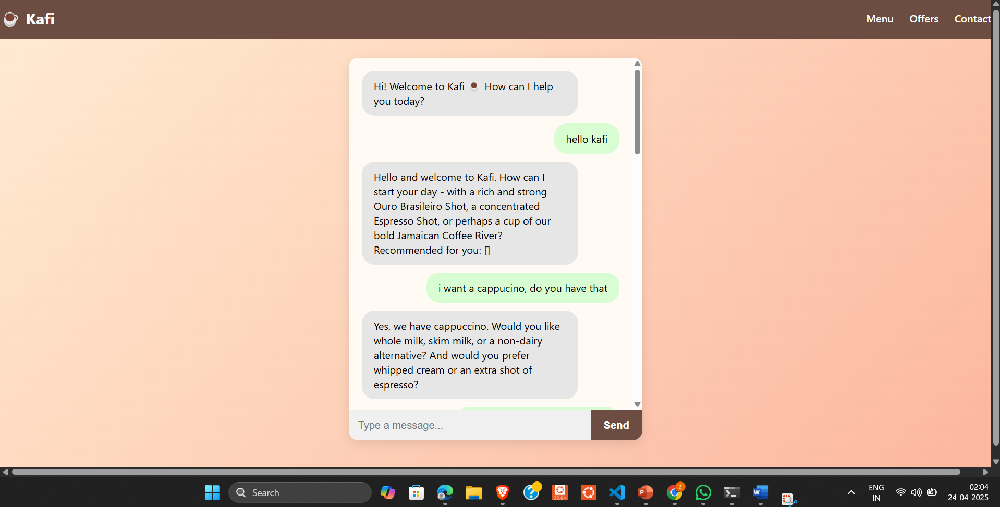 Kafi
Menu Offers Contact
Hi! Welcome to Kafi How can I help
you today?
hello kafi
Hello and welcome to Kafi. How can I
start your day - with a rich and strong
Ouro Brasileiro Shot, a concentrated
Espresso Shot, or perhaps a cup of our
bold Jamaican Coffee River?
Recommended for you: []
i want a cappucino, do you have that
Yes, we have cappuccino. Would you like
whole milk, skim milk, or a non-dairy
alternative? And would you prefer
whipped cream or an extra shot of
espresso?
Type a message...
Send
Search
22.04
P
Z
W
ENG
IN
02:04
24-04-2025